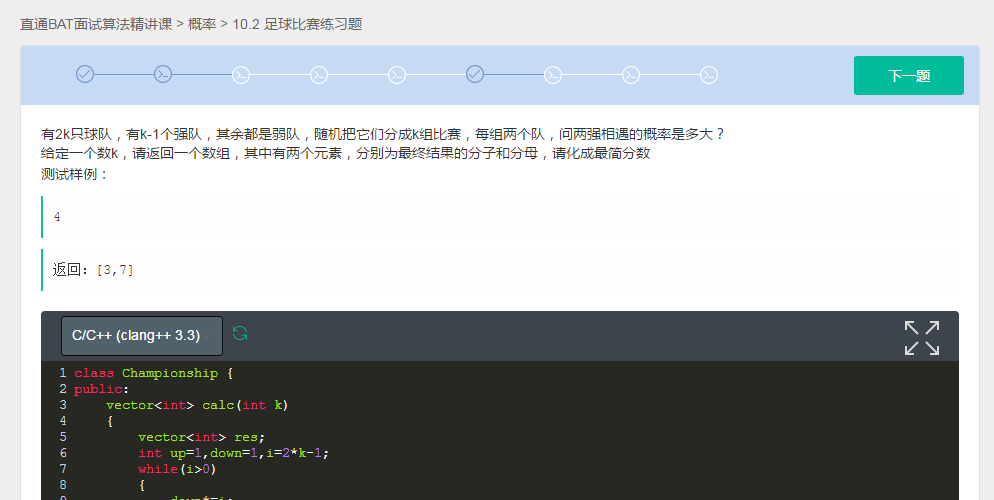 直通BAT面试算法精讲课 > 概率 > 10.2 足球比赛练习题
下一题
有2k只球队，有k-1个强队，其余都是弱队，随机把它们分成k组比赛，每组两个队，问两强相遇的概率是多大？
给定一个数k，请返回一个数组，其中有两个元素，分别为最终结果的分子和分母，请化成最简分数
测试样例：
4
返回：[3,7]
C/C++ (clang++ 3.3)
1 class Championship {
2 public:
3     vector<int> calc(int k)
4     {
5         vector<int> res;
6         int up=1,down=1,i=2*k-1;
7         while(i>0)
8         {
9             down*=i;